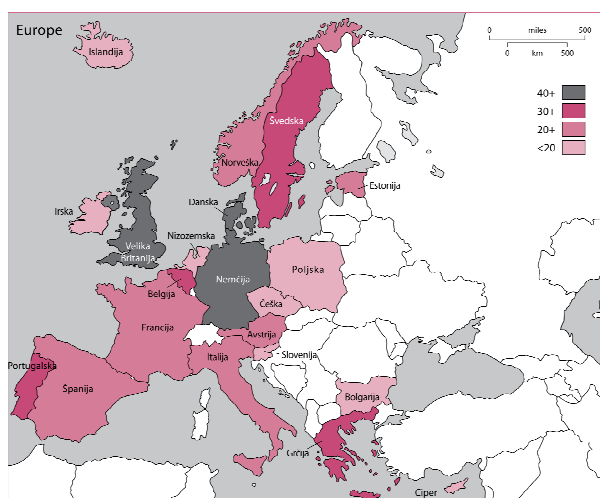 Europe
0 miles 500
0 km 500
Islandija
40+
30+
20+
<20
Švedska
Norveška
Estonija
Danska
Irska
Nizozemska
Velika
Britanija
Poljska
Nemčija
Belgija
Češka
Francija
Avstrija
Italija
Slovenija
Portugalska
Španija
Bolgarija
Grčija
Ciper